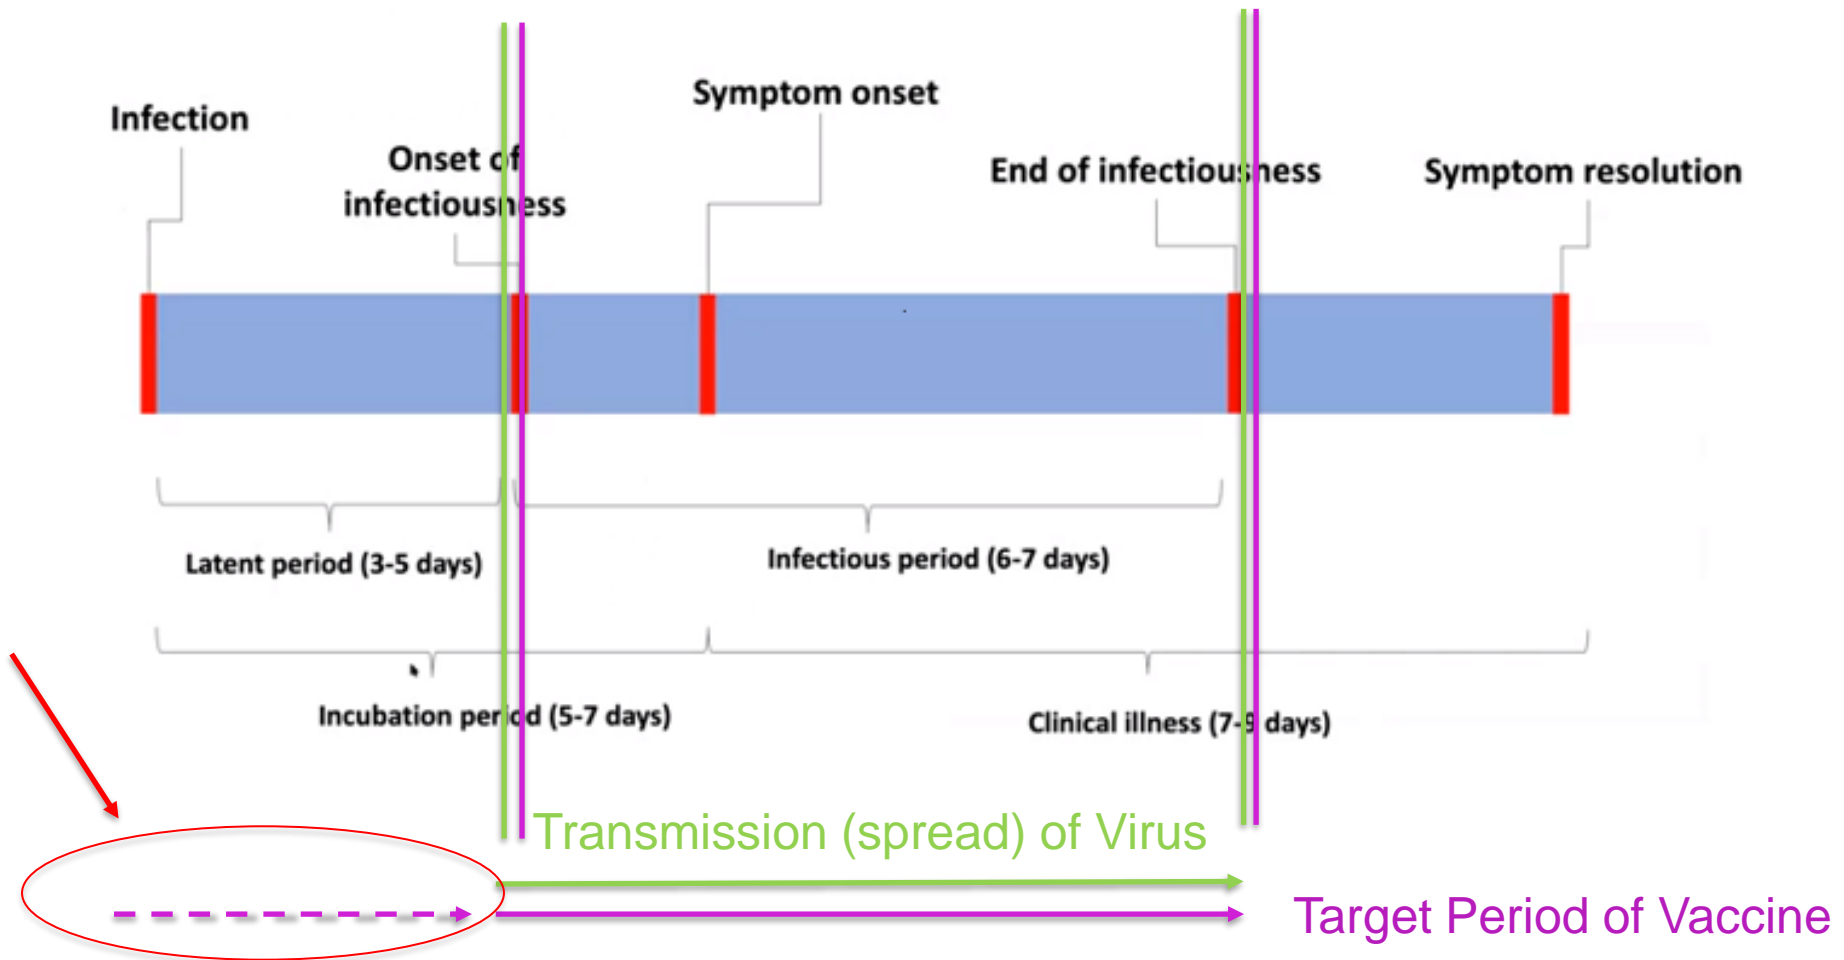 Symptom onset
Infection
Onset of
infectiousness
End of infectiousness
Symptom resolution
Latent period (3-5 days)
Infectious period (6-7 days)
Incubation period (5-7 days)
Clinical illness (7-9 days)
Transmission (spread) of Virus
Target Period of Vaccine